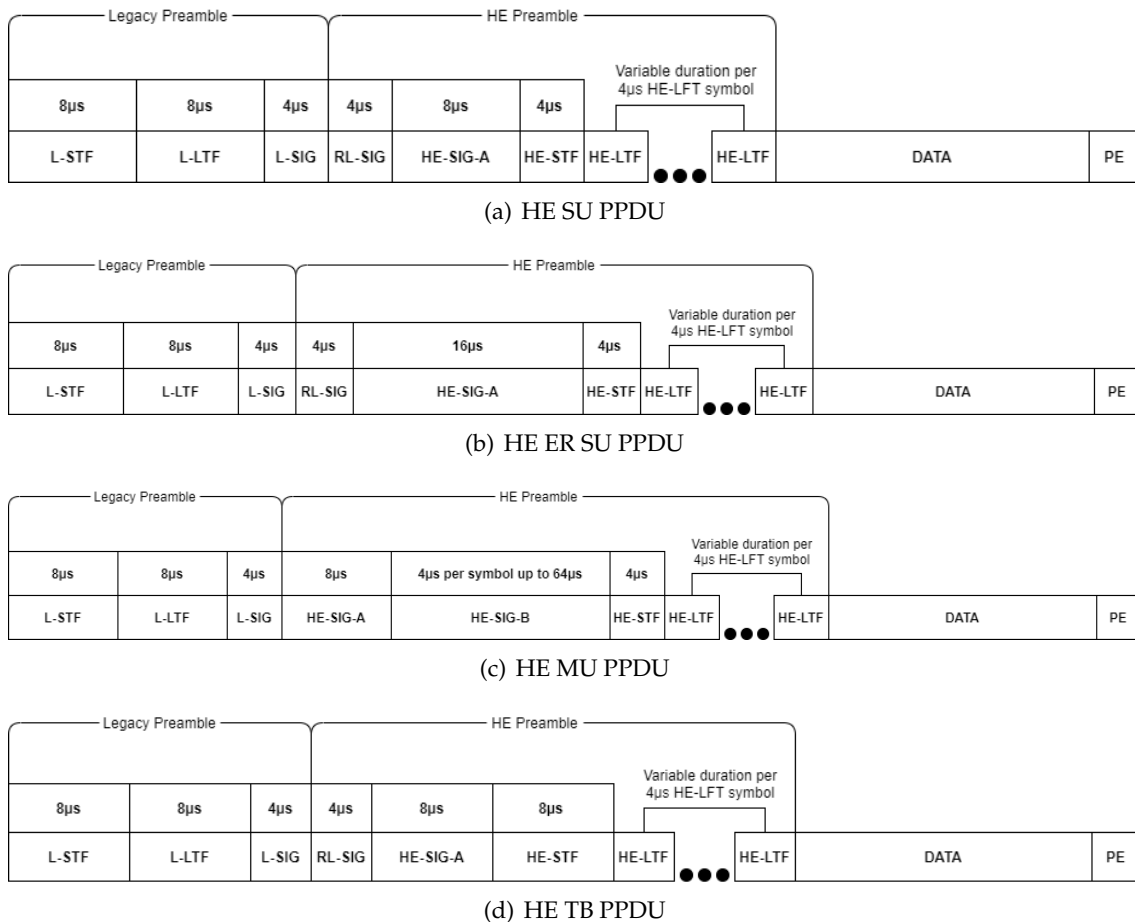 Legacy Preamble HE Preamble
Variable duration per
4µs HE-LFT symbol
8µs 8µs 4µs 4µs 8µs 4µs
L-STF L-LTF L-SIG RL-SIG HE-SIG-A HE-STF HE-LTF HE-LTF DATA PE
(a) HE SU PPDU
Legacy Preamble HE Preamble
Variable duration per
4µs HE-LFT symbol
8µs 8µs 4µs 4µs 16µs 4µs
L-STF L-LTF L-SIG RL-SIG HE-SIG-A HE-STF HE-LTF HE-LTF DATA PE
(b) HE ER SU PPDU
Legacy Preamble HE Preamble
Variable duration per
4µs HE-LFT symbol
8µs 8µs 4µs 8µs 4µs per symbol up to 64µs 4µs
L-STF L-LTF L-SIG HE-SIG-A HE-SIG-B HE-STF HE-LTF HE-LTF DATA PE
(c) HE MU PPDU
Legacy Preamble HE Preamble
Variable duration per
4µs HE-LFT symbol
8µs 8µs 4µs 4µs 8µs 8µs
L-STF L-LTF L-SIG RL-SIG HE-SIG-A HE-STF HE-LTF HE-LTF DATA PE
(d) HE TB PPDU